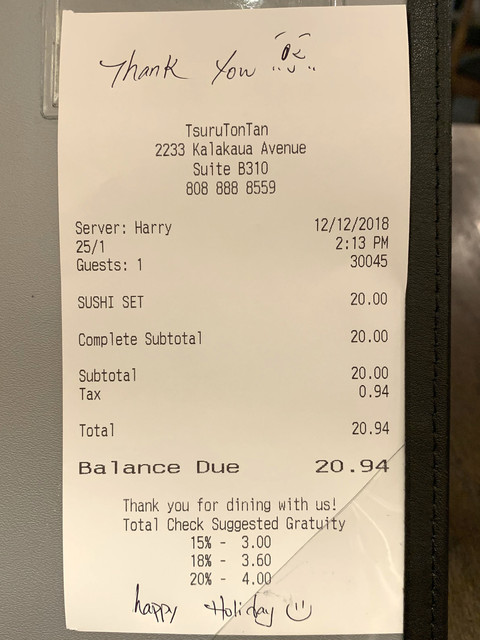 Thank You
TsuruTonTan
2233 Kalakaua Avenue
Suite B310
808 888 8559
Server: Harry 12/12/2018
25/1 2:13 PM
Guests: 1 30045
SUSHI SET 20.00
Complete Subtotal 20.00
Subtotal 20.00
Tax 0.94
Total 20.94
Balance Due 20.94
Thank you for dining with us!
Total Check Suggested Gratuity
15% - 3.00
18% - 3.60
20% - 4.00
happy Holiday